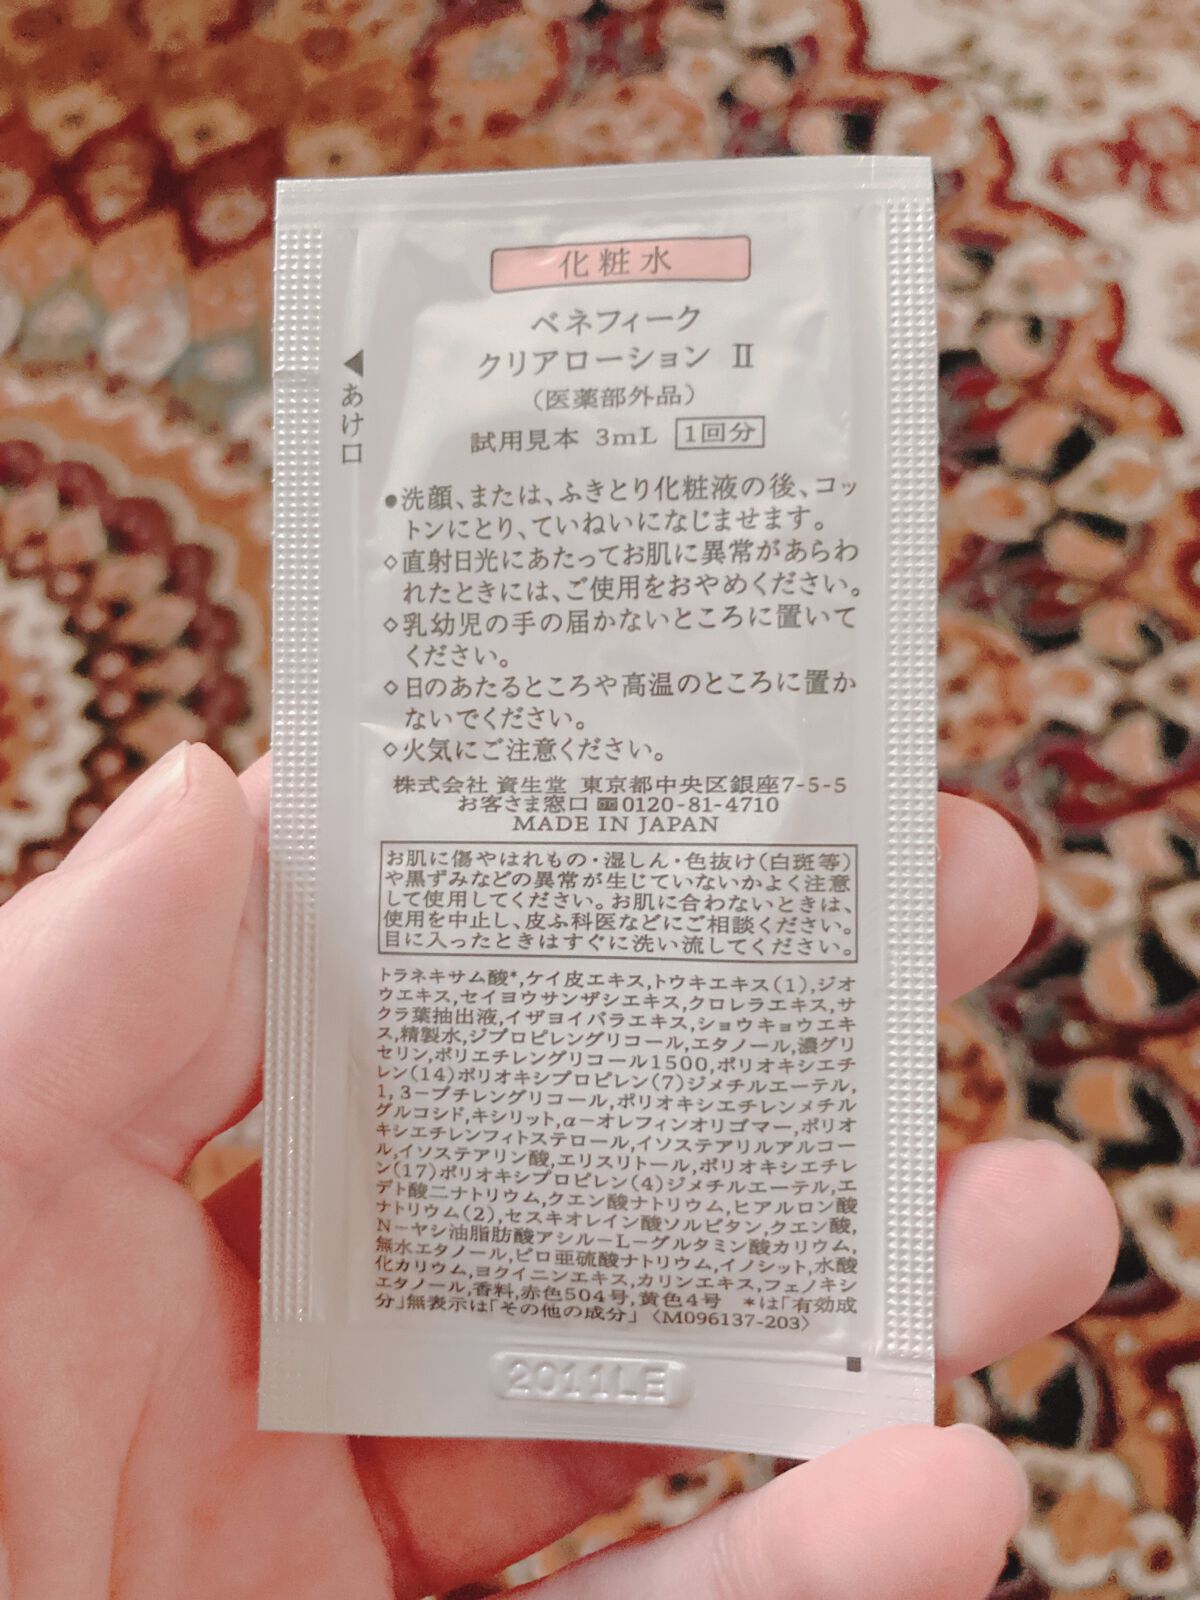 化粧水
ベネフィーク
クリアローション Ⅱ
（医薬部外品）
試用見本 3mL 1回分
◀あけ口
●洗顔、または、ふきとり化粧液の後、コッ
トンにとり、ていねいになじませます。
◇直射日光にあたってお肌に異常があらわ
れたときには、ご使用をおやめください。
◇乳幼児の手の届かないところに置いて
ください。
◇日のあたるところや高温のところに置か
ないでください。
◇火気にご注意ください。
株式会社 資生堂 東京都中央区銀座7-5-5
お客さま窓口 0120-81-4710
MADE IN JAPAN
お肌に傷やはれもの・湿しん・色抜け（白斑等）
や黒ずみなどの異常が生じていないかよく注意
して使用してください。お肌に合わないときは、
使用を中止し、皮ふ科医などにご相談ください。
目に入ったときはすぐに洗い流してください。
トラネキサム酸*,ケイ皮エキス,トウキエキス(1),ジオ
ウエキス,セイヨウサンザシエキス,クロレラエキス,サ
クラ葉抽出液,イザヨイバラエキス,ショウキョウエキ
ス,精製水,ジプロピレングリコール,エタノール,濃グリ
セリン,ポリエチレングリコール1500,ポリオキシエチ
レン(14)ポリオキシプロピレン(7)ジメチルエーテル,
1,3-ブチレングリコール,ポリオキシエチレンメチル
グルコシド,キシリット,α-オレフィンオリゴマー,ポリオ
キシエチレンフィトステロール,イソステアリルアルコー
ル,イソステアリン酸,エリスリトール,ポリオキシエチレ
ン(17)ポリオキシプロピレン(4)ジメチルエーテル,エ
デト酸二ナトリウム,クエン酸ナトリウム,ヒアルロン酸
ナトリウム(2),セスキオレイン酸ソルビタン,クエン酸,
N-ヤシ油脂肪酸アシル-L-グルタミン酸カリウム,
無水エタノール,ピロ亜硫酸ナトリウム,イノシット,水酸
化カリウム,ヨクイニンエキス,カリンエキス,フェノキシ
エタノール,香料,赤色504号,黄色4号 *は「有効成
分」無表示は「その他の成分」〈M096137-203〉
2011LE